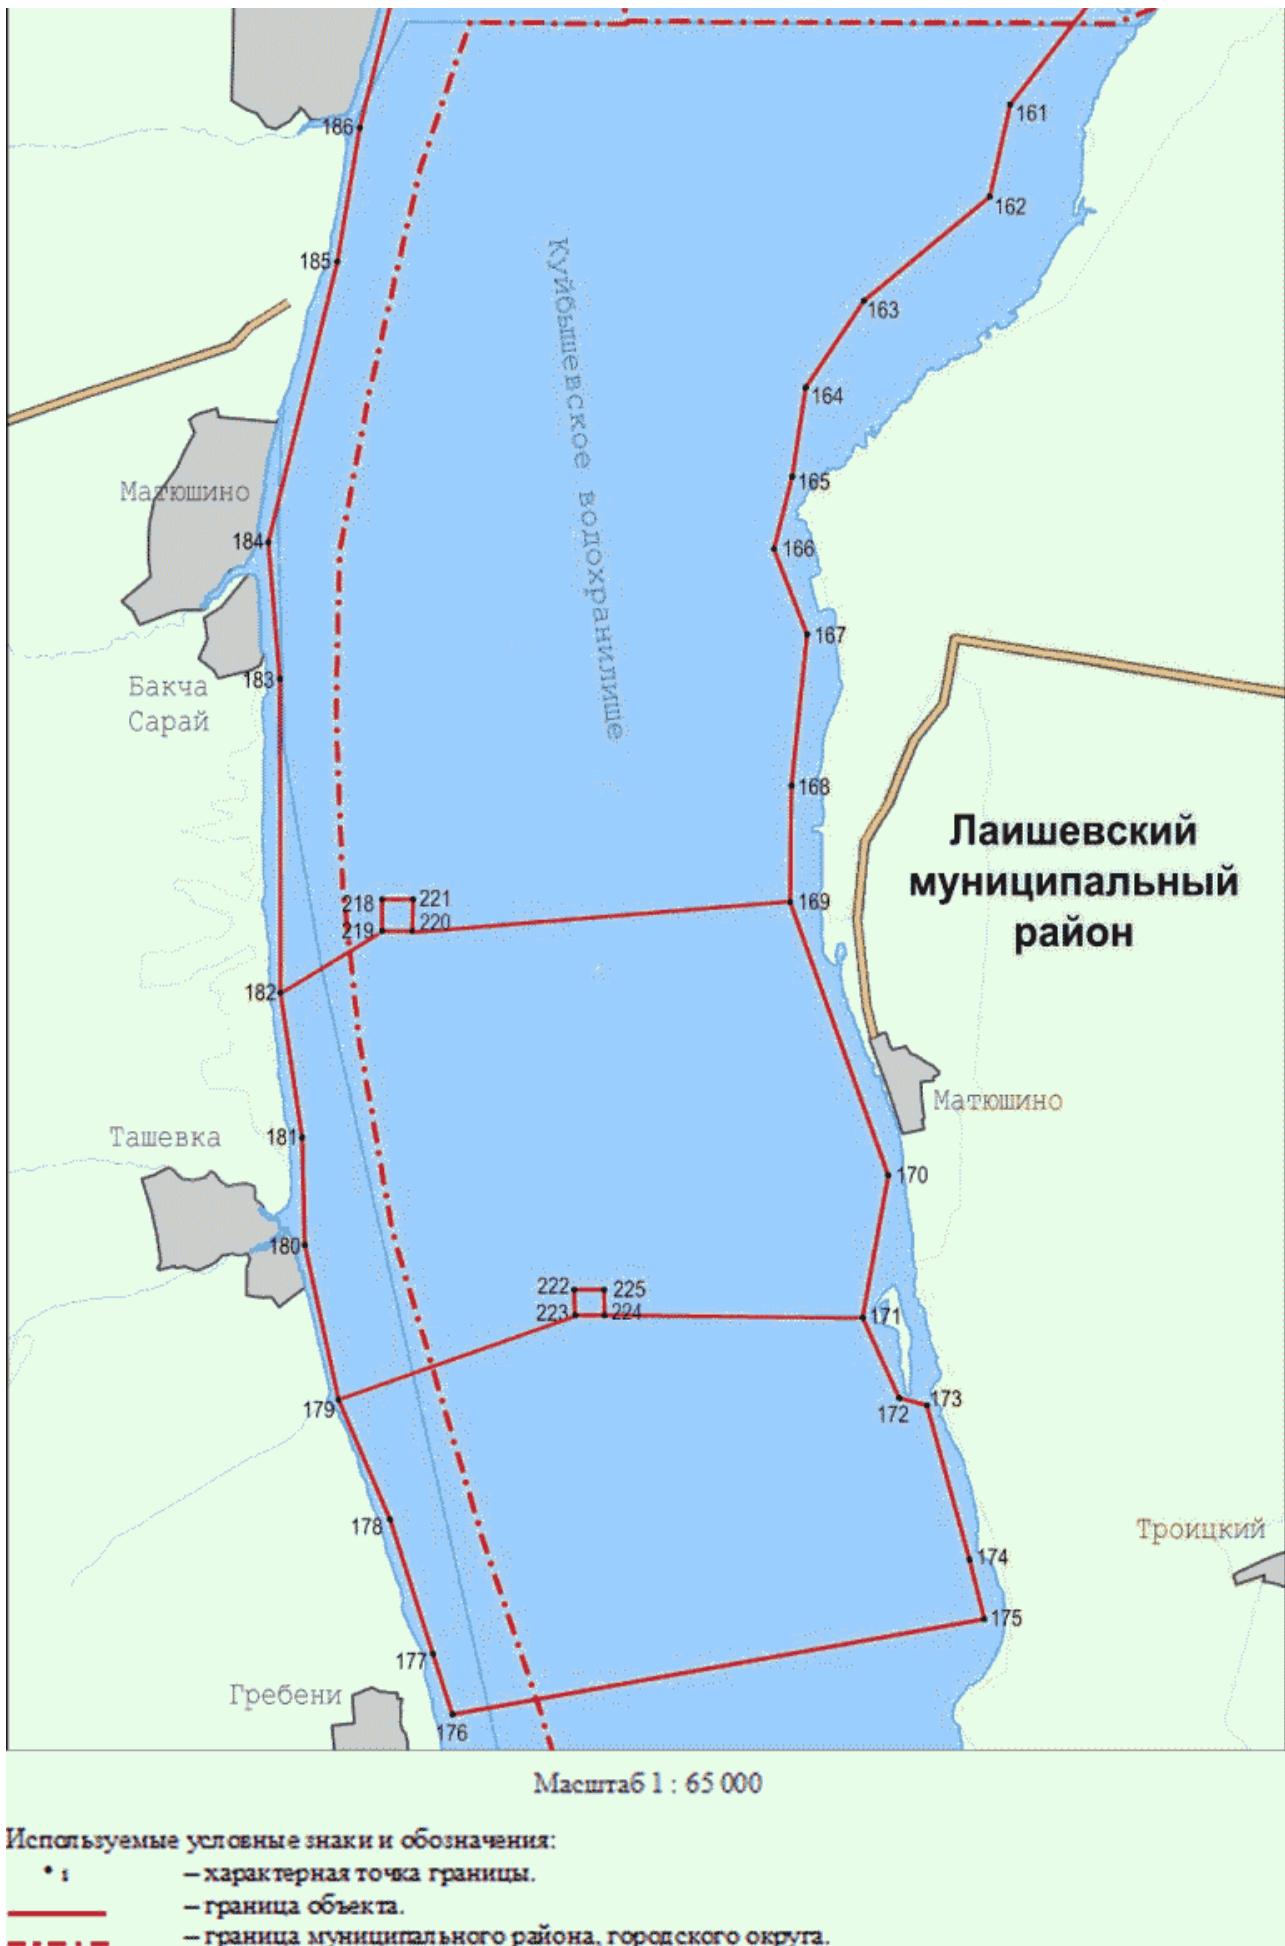 161
186
162
185
163
Куйбышевское водохранилище
164
165
Матюшино
184
166
167
183
Бакча
Сарай
168
Лаишевский
муниципальный
район
218
221
169
219
220
182
Матюшино
181
Ташевка
170
180
222
225
223
224
171
179
172
173
178
Троицкий
174
175
177
Гребени
176
Масштаб 1 : 65 000
Используемые условные знаки и обозначения:
1
– характерная точка границы.
– граница объекта.
– граница муниципального района, городского округа.